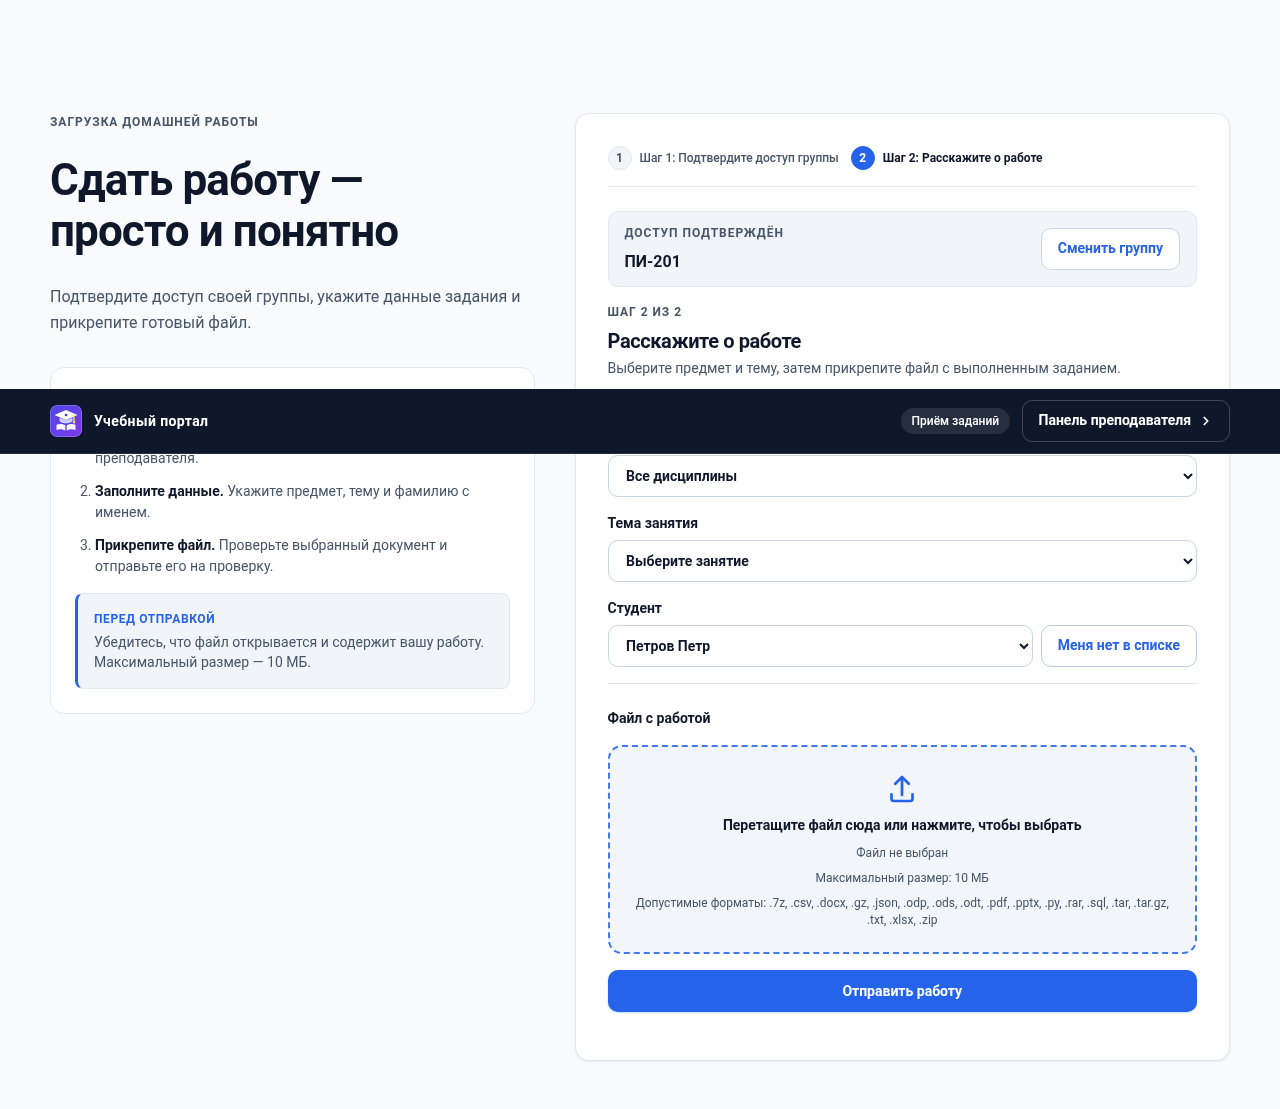 ЗАГРУЗКА ДОМАШНЕЙ РАБОТЫ
Сдать работу —
просто и понятно
Подтвердите доступ своей группы, укажите данные задания и
прикрепите готовый файл.
1 Шаг 1: Подтвердите доступ группы 2 Шаг 2: Расскажите о работе
ДОСТУП ПОДТВЕРЖДЁН
ПИ-201
Сменить группу
ШАГ 2 ИЗ 2
Расскажите о работе
Выберите предмет и тему, затем прикрепите файл с выполненным заданием.
Учебный портал
Приём заданий
Панель преподавателя
преподавателя.
2. Заполните данные. Укажите предмет, тему и фамилию с
именем.
3. Прикрепите файл. Проверьте выбранный документ и
отправьте его на проверку.
ПЕРЕД ОТПРАВКОЙ
Убедитесь, что файл открывается и содержит вашу работу.
Максимальный размер — 10 МБ.
Все дисциплины
Тема занятия
Выберите занятие
Студент
Петров Петр
Меня нет в списке
Файл с работой
Перетащите файл сюда или нажмите, чтобы выбрать
Файл не выбран
Максимальный размер: 10 МБ
Допустимые форматы: .7z, .csv, .docx, .gz, .json, .odp, .ods, .odt, .pdf, .pptx, .py, .rar, .sql, .tar, .tar.gz,
.txt, .xlsx, .zip
Отправить работу